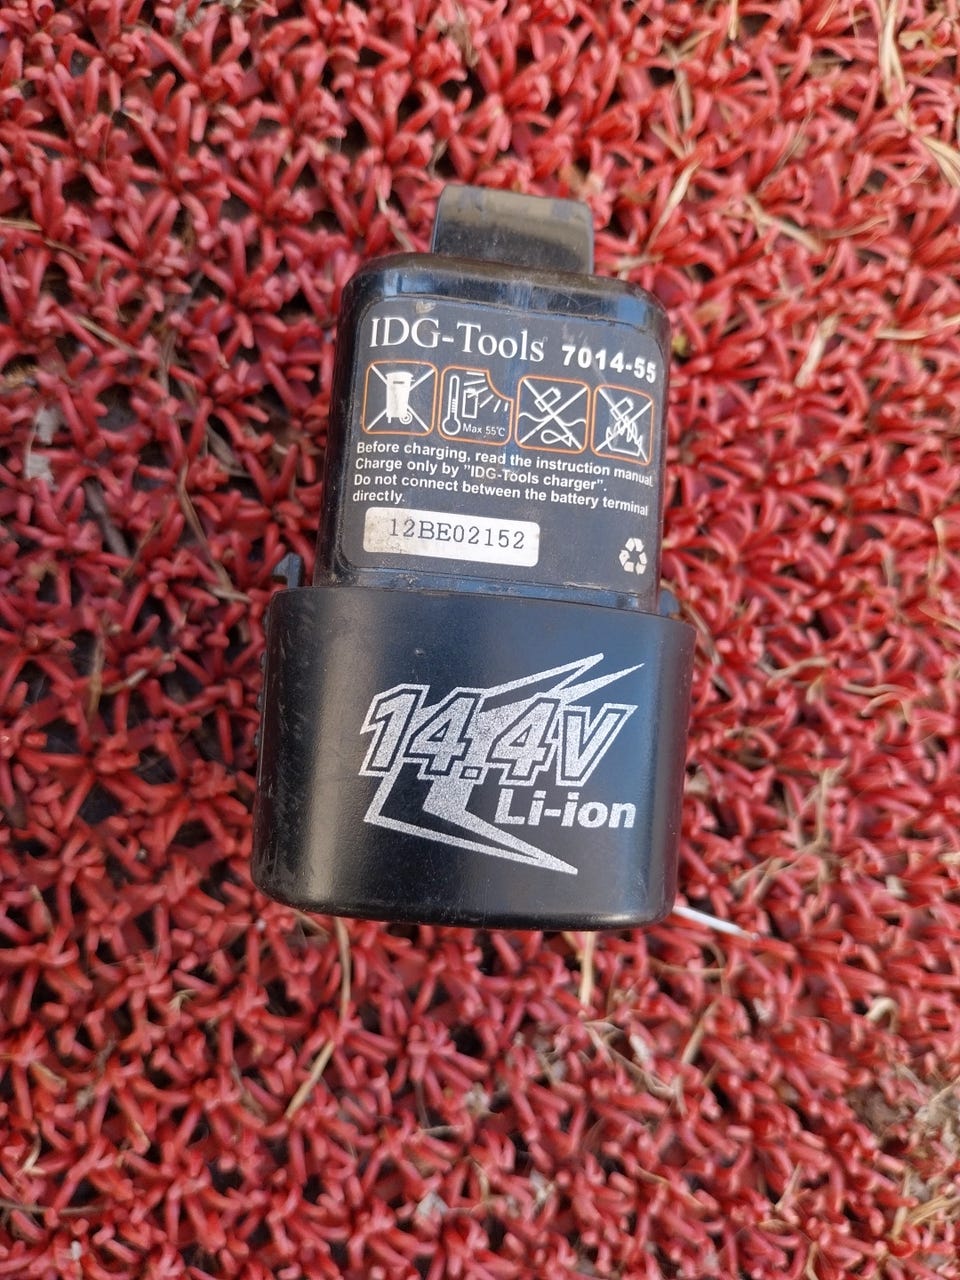 IDG-Tools 7014-55
Max 55°C
Before charging, read the instruction manual.
Charge only by "IDG-Tools charger".
Do not connect between the battery terminal
directly.
12BE02152
14.4V
Li-ion